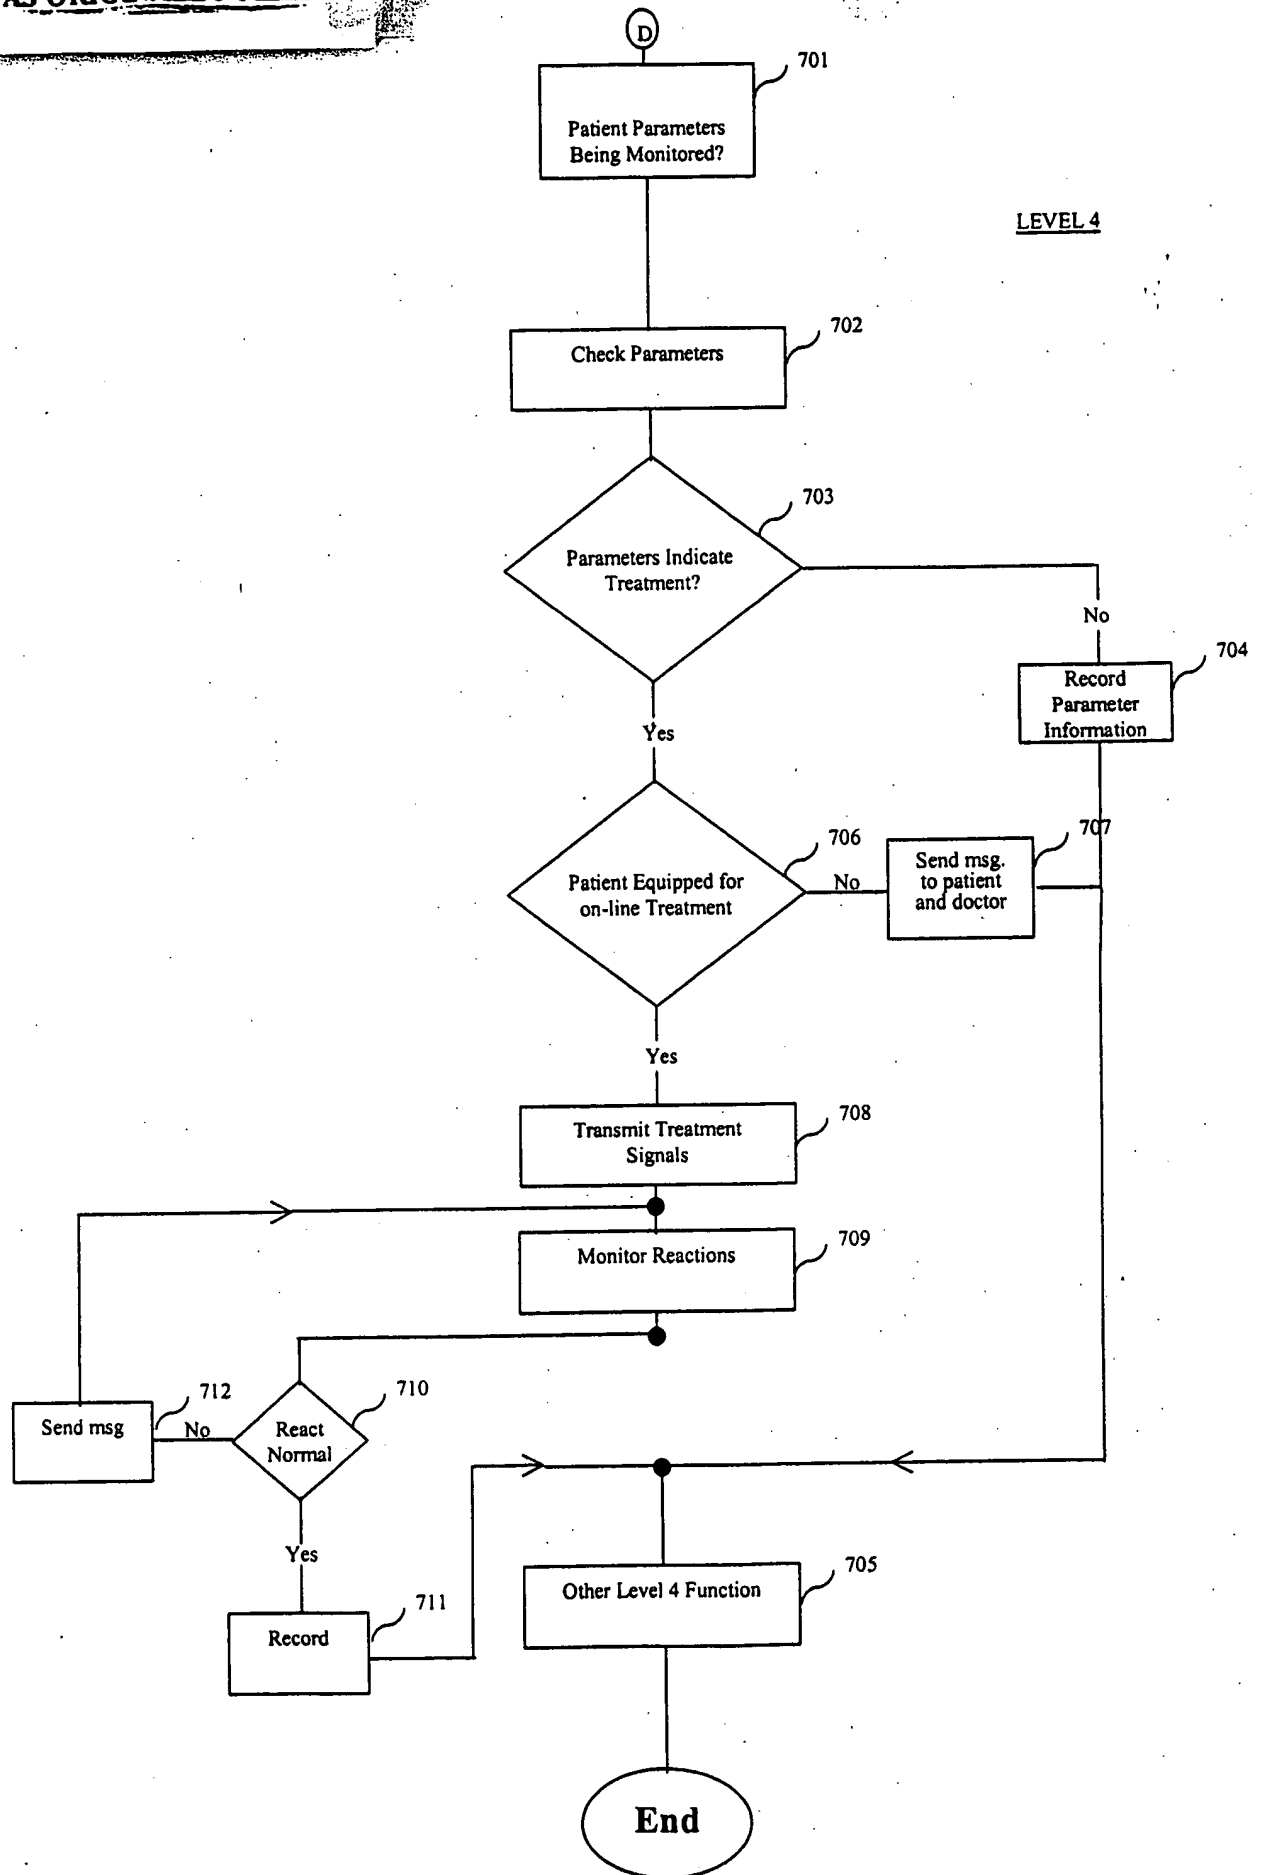 D
701
Patient Parameters
Being Monitored?
LEVEL 4
702
Check Parameters
703
Parameters Indicate
Treatment?
No
704
Record
Parameter
Information
Yes
706
Patient Equipped for
on-line Treatment
No
707
Send msg.
to patient
and doctor
Yes
708
Transmit Treatment
Signals
709
Monitor Reactions
712
Send msg
No
710
React
Normal
Yes
711
Record
705
Other Level 4 Function
End